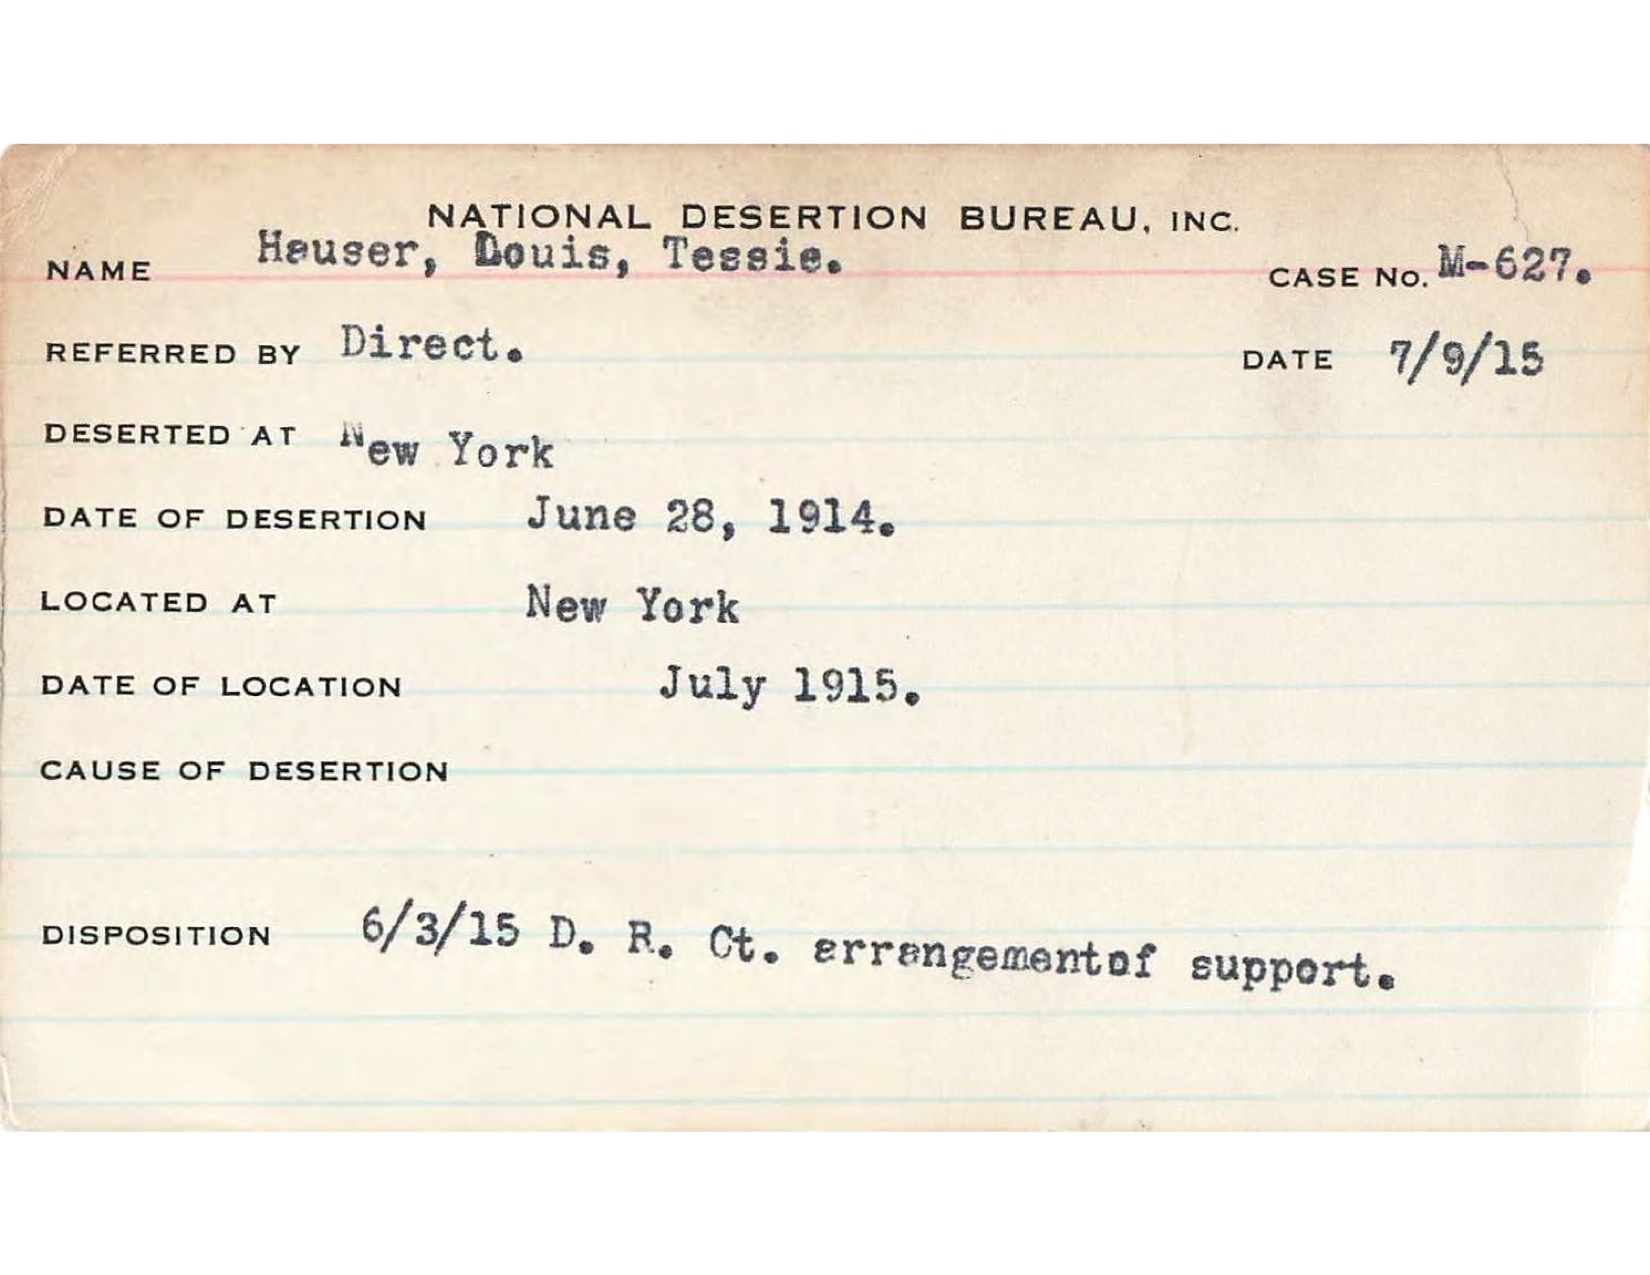 NATIONAL DESERTION BUREAU, INC.
NAME Hauser, Louis, Tessie. CASE No. M-627.
REFERRED BY Direct. DATE 7/9/15
DESERTED AT New York
DATE OF DESERTION June 28, 1914.
LOCATED AT New York
DATE OF LOCATION July 1915.
CAUSE OF DESERTION
DISPOSITION 6/3/15 D. R. Ct. arrangementof support.